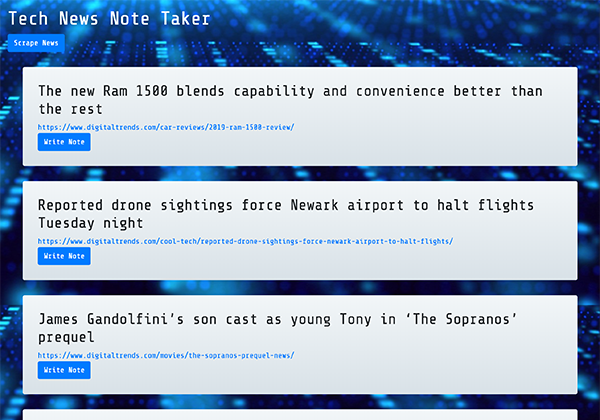 Tech News Note Taker
Scrape News
The new Ram 1500 blends capability and convenience better than
the rest
https://www.digitaltrends.com/car-reviews/2019-ram-1500-review/
Write Note
Reported drone sightings force Newark airport to halt flights
Tuesday night
https://www.digitaltrends.com/cool-tech/reported-drone-sightings-force-newark-airport-to-halt-flights/
Write Note
James Gandolfini’s son cast as young Tony in ‘The Sopranos’
prequel
https://www.digitaltrends.com/movies/the-sopranos-prequel-news/
Write Note